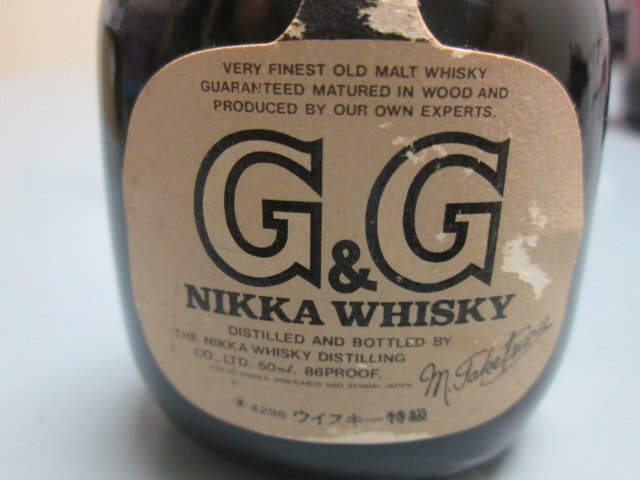 VERY FINEST OLD MALT WHISKY
GUARANTEED MATURED IN WOOD AND
PRODUCED BY OUR OWN EXPERTS.
G&G
NIKKA WHISKY
DISTILLED AND BOTTLED BY
THE NIKKA WHISKY DISTILLING
CO., LTD. 50ml. 86PROOF.
TOKYO OSAKA HOKKAIDO AND SENDAI JAPAN
M. Taketsuru
4296 ウイスキー特級